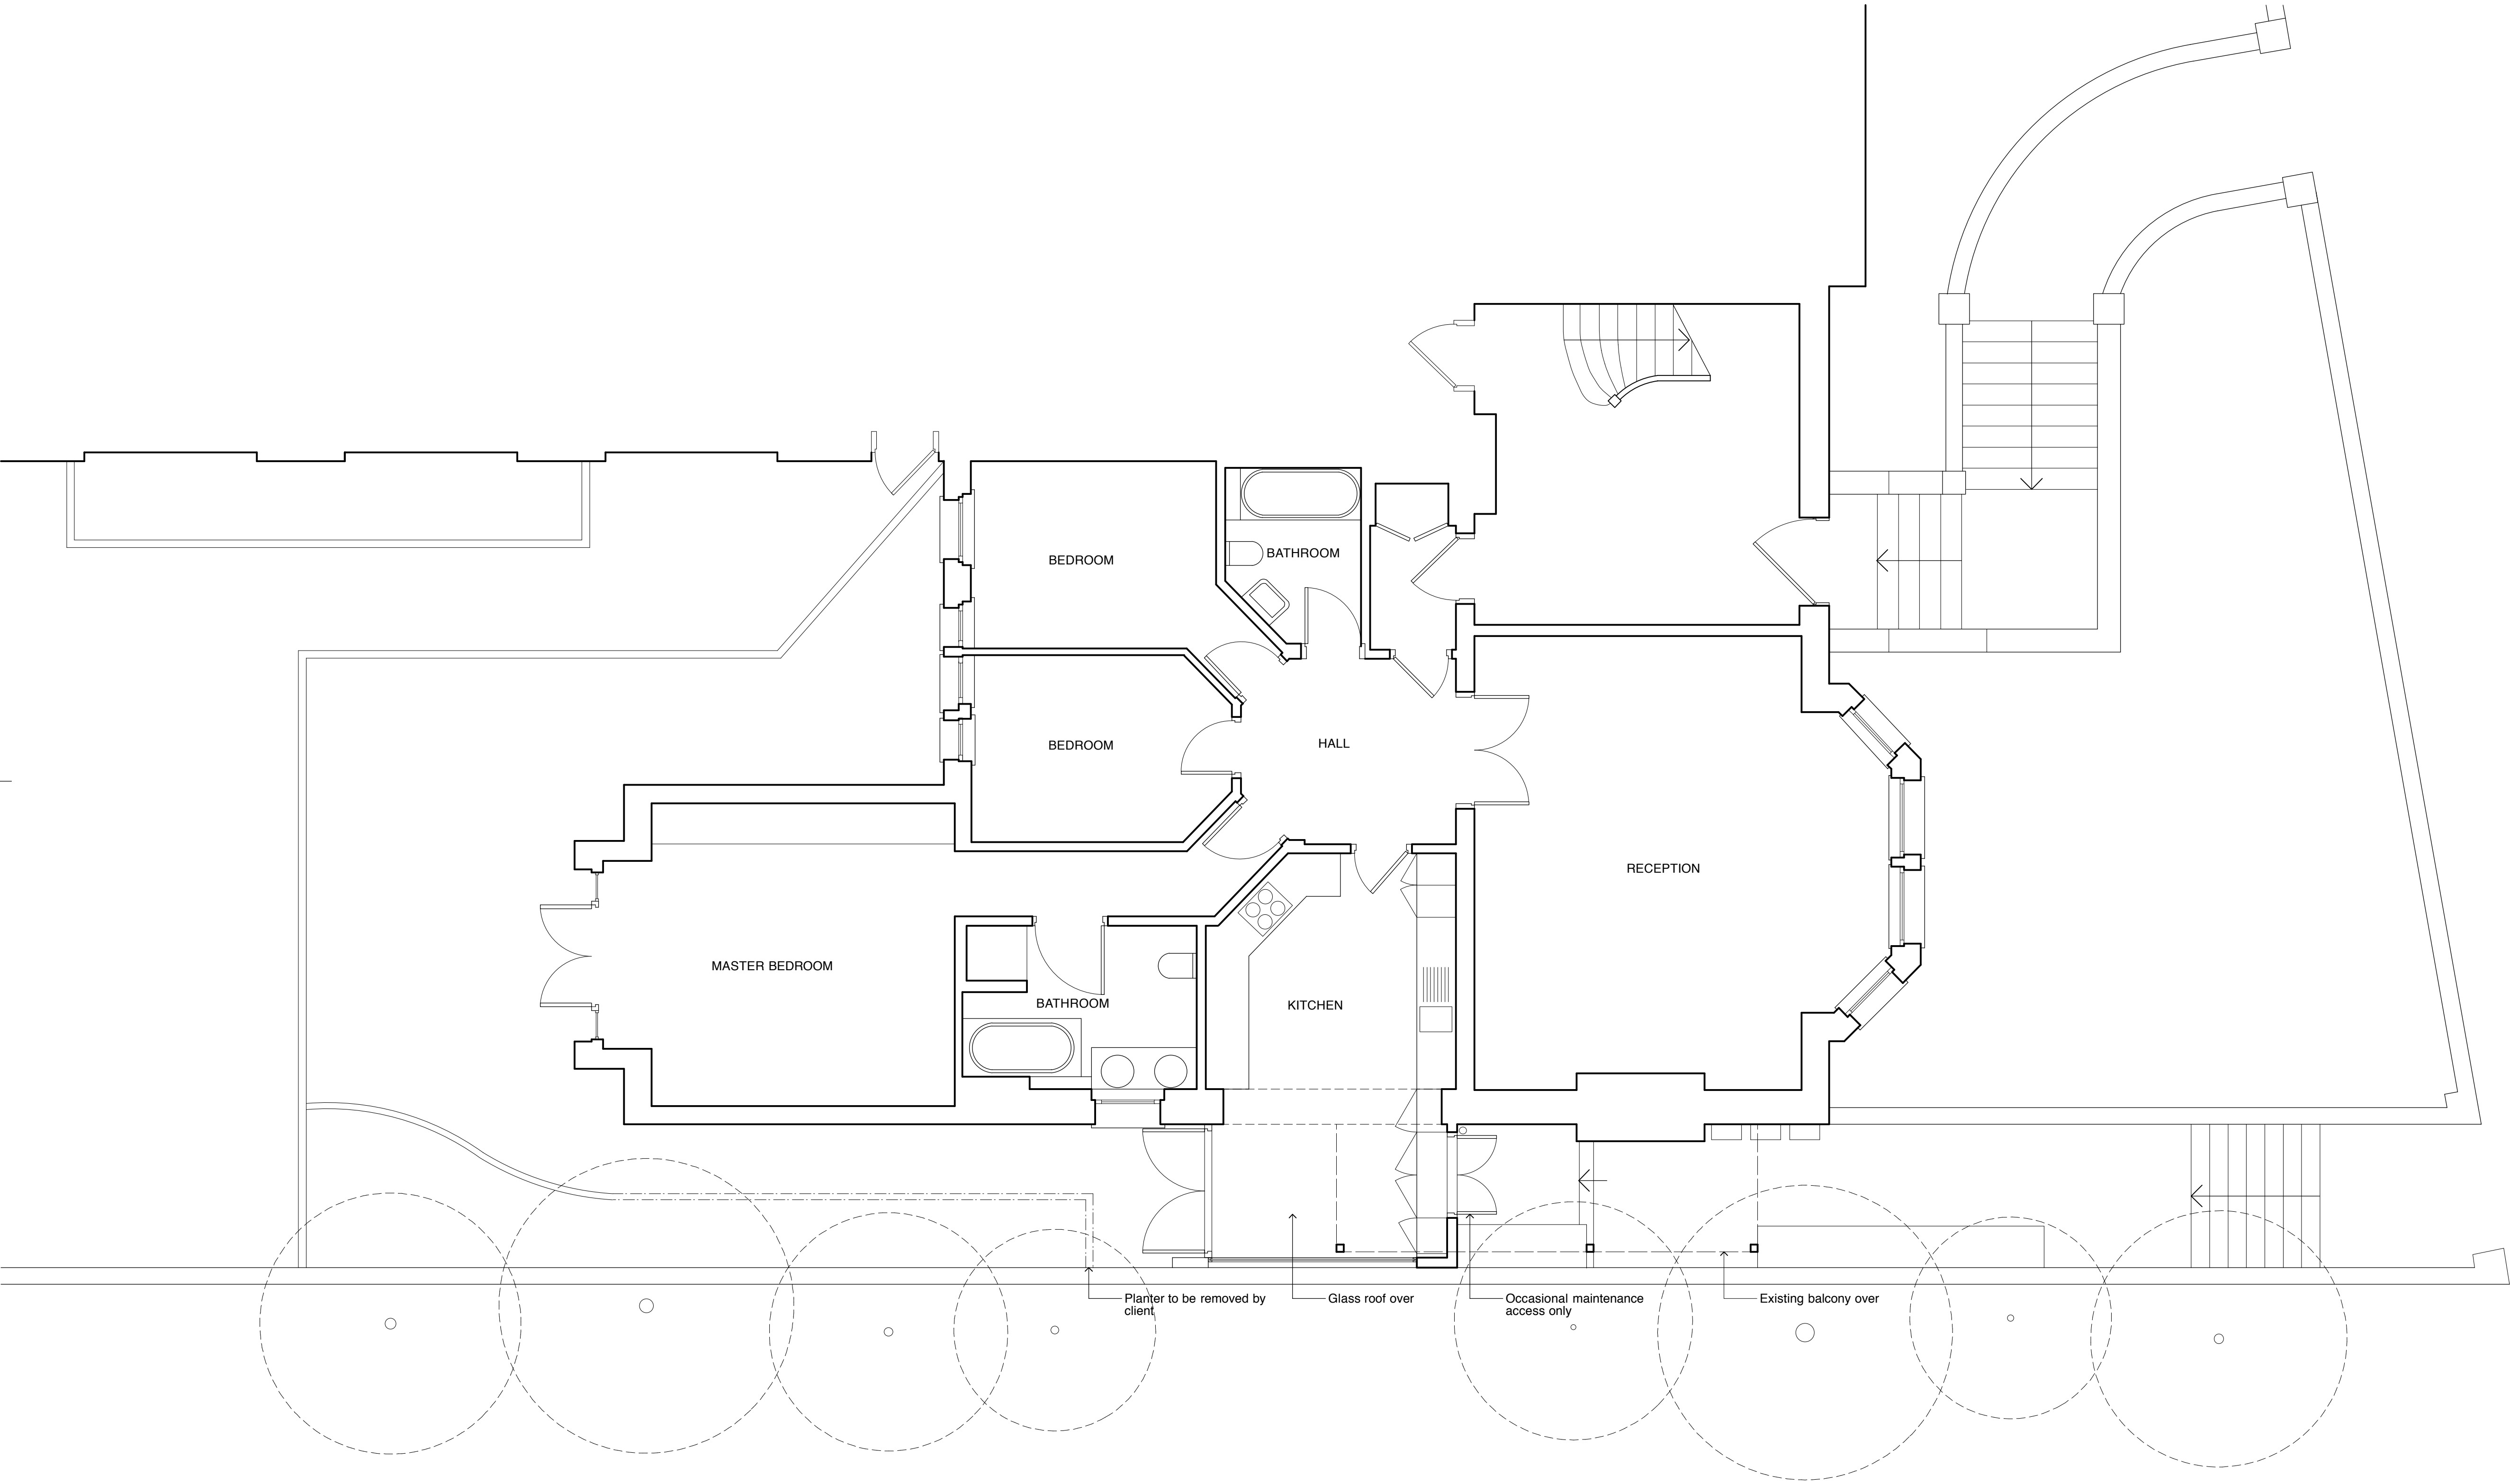 BATHROOM
BEDROOM
HALL
BEDROOM
RECEPTION
MASTER BEDROOM
BATHROOM
KITCHEN
Planter to be removed by
client
Glass roof over
Occasional maintenance
access only
Existing balcony over